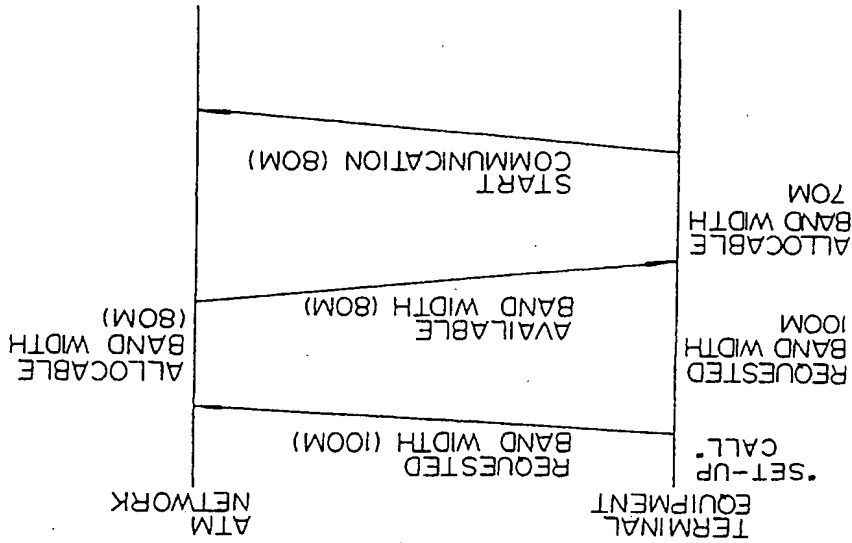 TERMINAL
EQUIPMENT
ATM
NETWORK
"SET-UP
CALL"
REQUESTED
BAND WIDTH (100M)
REQUESTED
BAND WIDTH
100M
ALLOCABLE
BAND WIDTH
(80M)
AVAILABLE
BAND WIDTH (80M)
ALLOCABLE
BAND WIDTH
70M
START
COMMUNICATION (80M)